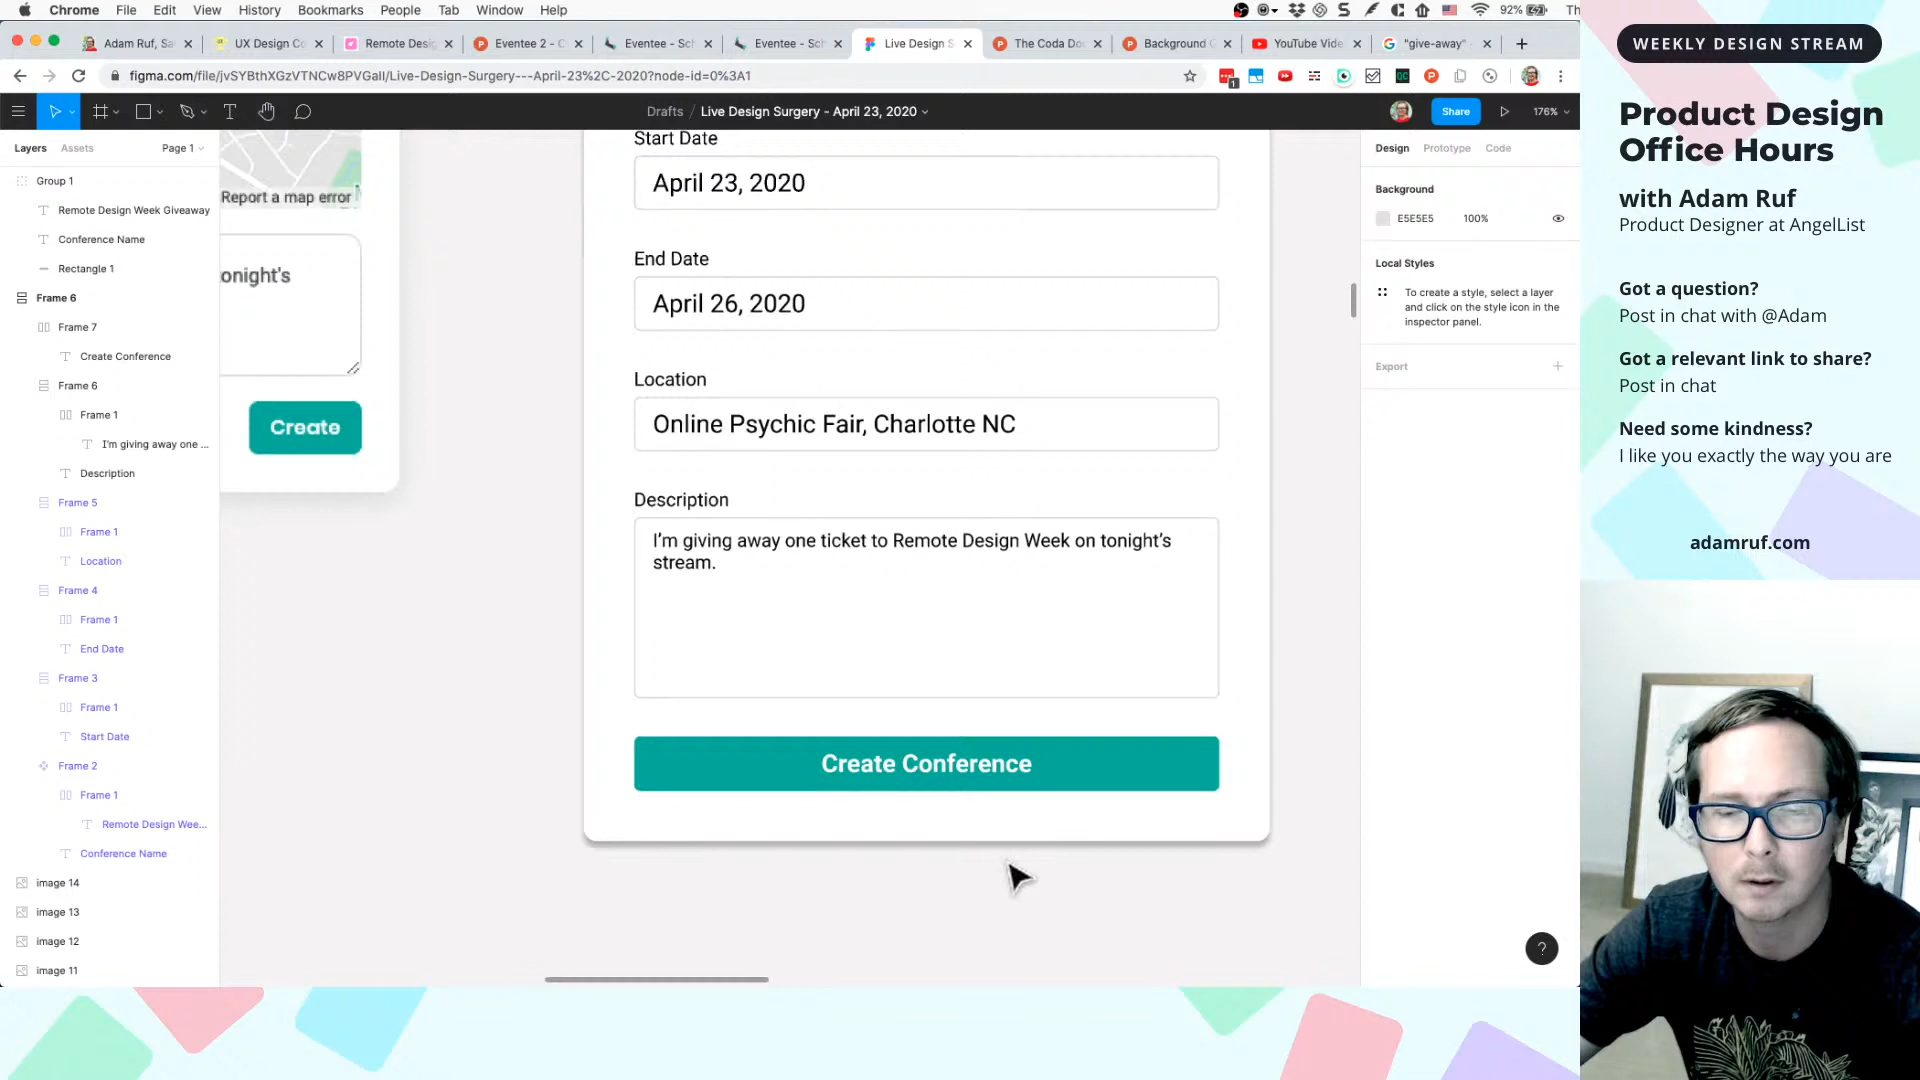 Chrome File Edit View History Bookmarks People Tab Window Help
92%
Adam Ruf, Sa
UX Design Co
Remote Desig
Eventee 2 - C
Eventee - Sch
Eventee - Sch
Live Design S
The Coda Do
Background
YouTube Vide
"give-away"
figma.com/file/jvSYBthXGzVTNCw8PVGaII/Live-Design-Surgery---April-23%2C-2020?node-id=0%3A1
Drafts / Live Design Surgery - April 23, 2020
Share
176%
Layers Assets Page 1
Group 1
Remote Design Week Giveaway
Conference Name
Rectangle 1
Frame 6
Frame 7
Create Conference
Frame 6
Frame 1
I'm giving away one ...
Description
Frame 5
Frame 1
Location
Frame 4
Frame 1
End Date
Frame 3
Frame 1
Start Date
Frame 2
Frame 1
Remote Design Wee...
Conference Name
image 14
image 13
image 12
image 11
Report a map error
onight's
Create
Start Date
April 23, 2020
End Date
April 26, 2020
Location
Online Psychic Fair, Charlotte NC
Description
I'm giving away one ticket to Remote Design Week on tonight's
stream.
Create Conference
Design Prototype Code
Background
E5E5E5 100%
Local Styles
To create a style, select a layer
and click on the style icon in the
inspector panel.
Export
?
WEEKLY DESIGN STREAM
Product Design
Office Hours
with Adam Ruf
Product Designer at AngelList
Got a question?
Post in chat with @Adam
Got a relevant link to share?
Post in chat
Need some kindness?
I like you exactly the way you are
adamruf.com